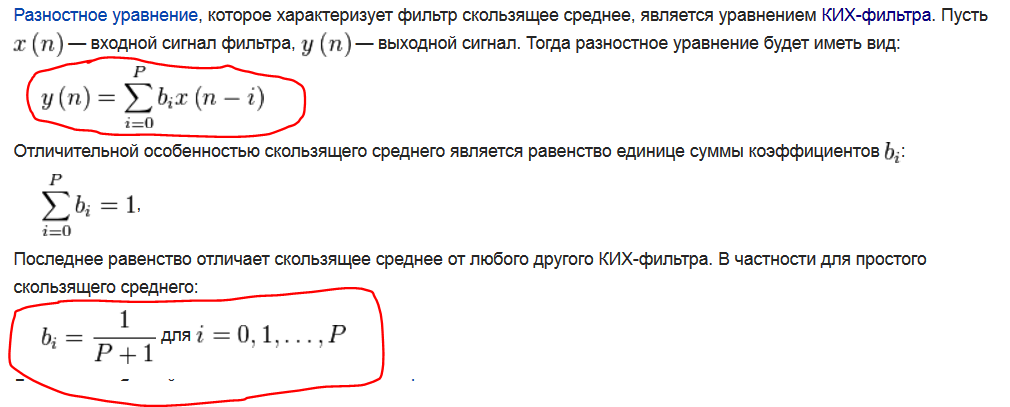 Разностное уравнение, которое характеризует фильтр скользящее среднее, является уравнением КИХ-фильтра. Пусть
x (n) — входной сигнал фильтра, y (n) — выходной сигнал. Тогда разностное уравнение будет иметь вид:
y (n) = ∑_{i=0}^{P} b_i x (n − i)
Отличительной особенностью скользящего среднего является равенство единице суммы коэффициентов b_i:
∑_{i=0}^{P} b_i = 1.
Последнее равенство отличает скользящее среднее от любого другого КИХ-фильтра. В частности для простого
скользящего среднего:
b_i = \frac{1}{P + 1} для i = 0, 1, . . . , P